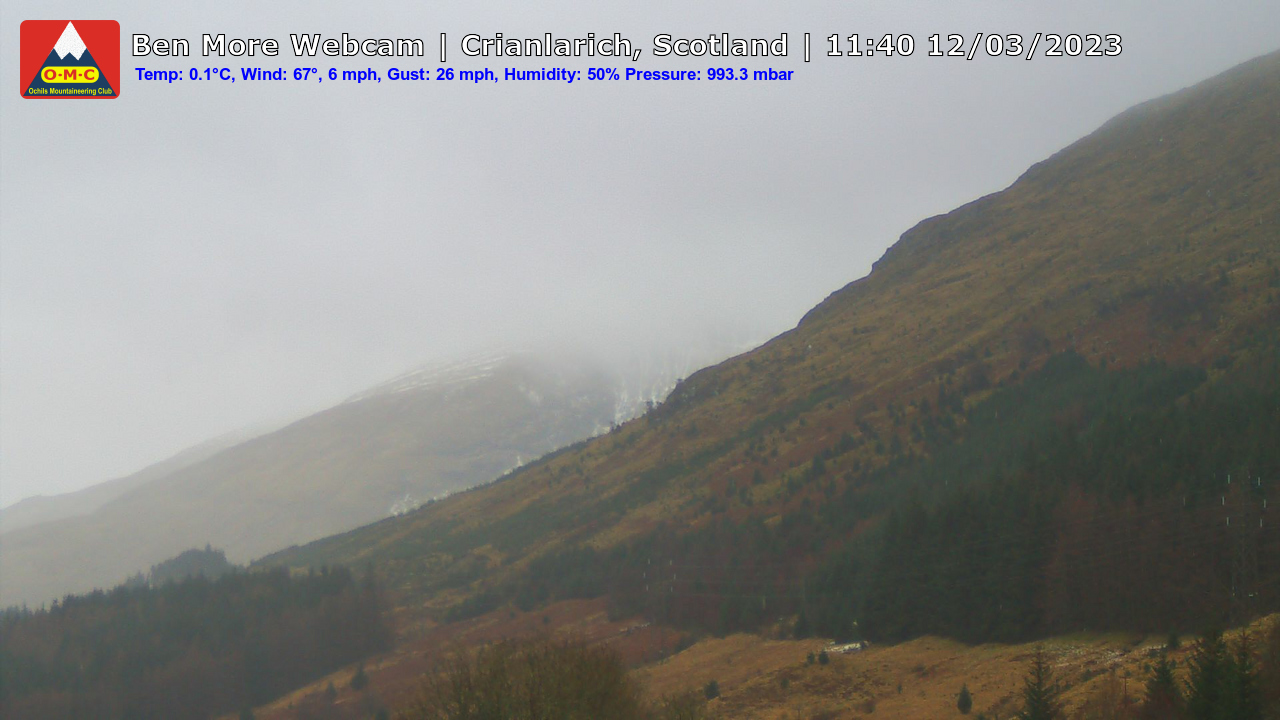 Ben More Webcam | Crianlarich, Scotland | 11:40 12/03/2023
Temp: 0.1°C, Wind: 67°, 6 mph, Gust: 26 mph, Humidity: 50% Pressure: 993.3 mbar
O·M·C
Ochils Mountaineering Club